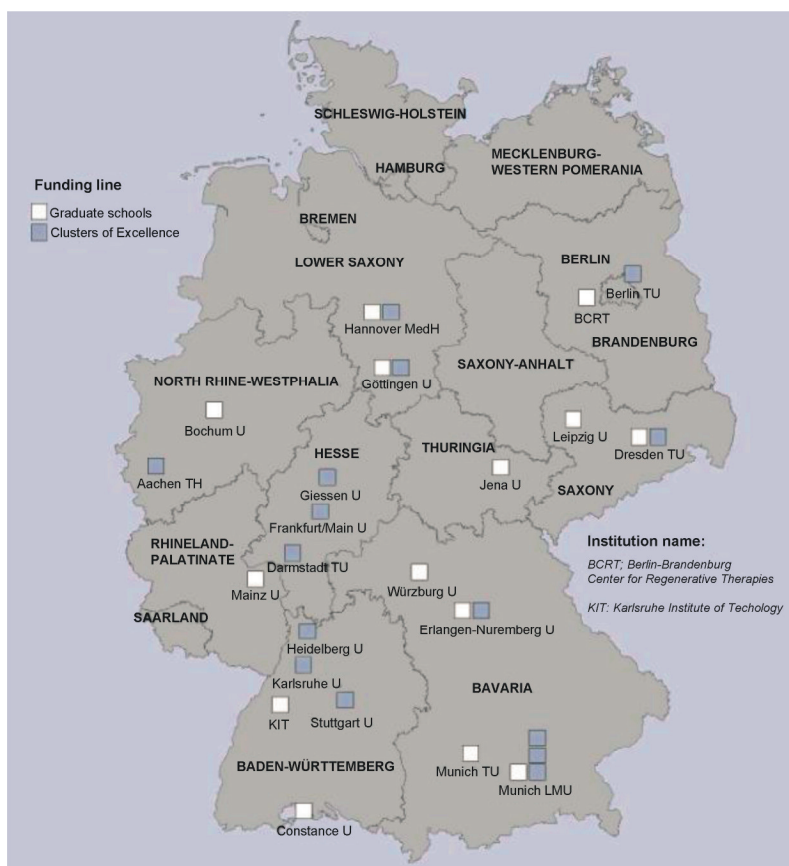 SCHLESWIG-HOLSTEIN
HAMBURG
MECKLENBURG-
WESTERN POMERANIA
Funding line
Graduate schools
Clusters of Excellence
BREMEN
LOWER SAXONY
BERLIN
Berlin TU
BCRT
BRANDENBURG
Hannover MedH
Göttingen U
SAXONY-ANHALT
NORTH RHINE-WESTPHALIA
Bochum U
Aachen TH
HESSE
Giessen U
Frankfurt/Main U
Darmstadt TU
THURINGIA
Jena U
Leipzig U
Dresden TU
SAXONY
RHINELAND-
PALATINATE
Mainz U
SAARLAND
Institution name:
BCRT; Berlin-Brandenburg
Center for Regenerative Therapies
KIT: Karlsruhe Institute of Techology
Würzburg U
Erlangen-Nuremberg U
Heidelberg U
Karlsruhe U
KIT
Stuttgart U
BAVARIA
BADEN-WÜRTTEMBERG
Munich TU
Munich LMU
Constance U